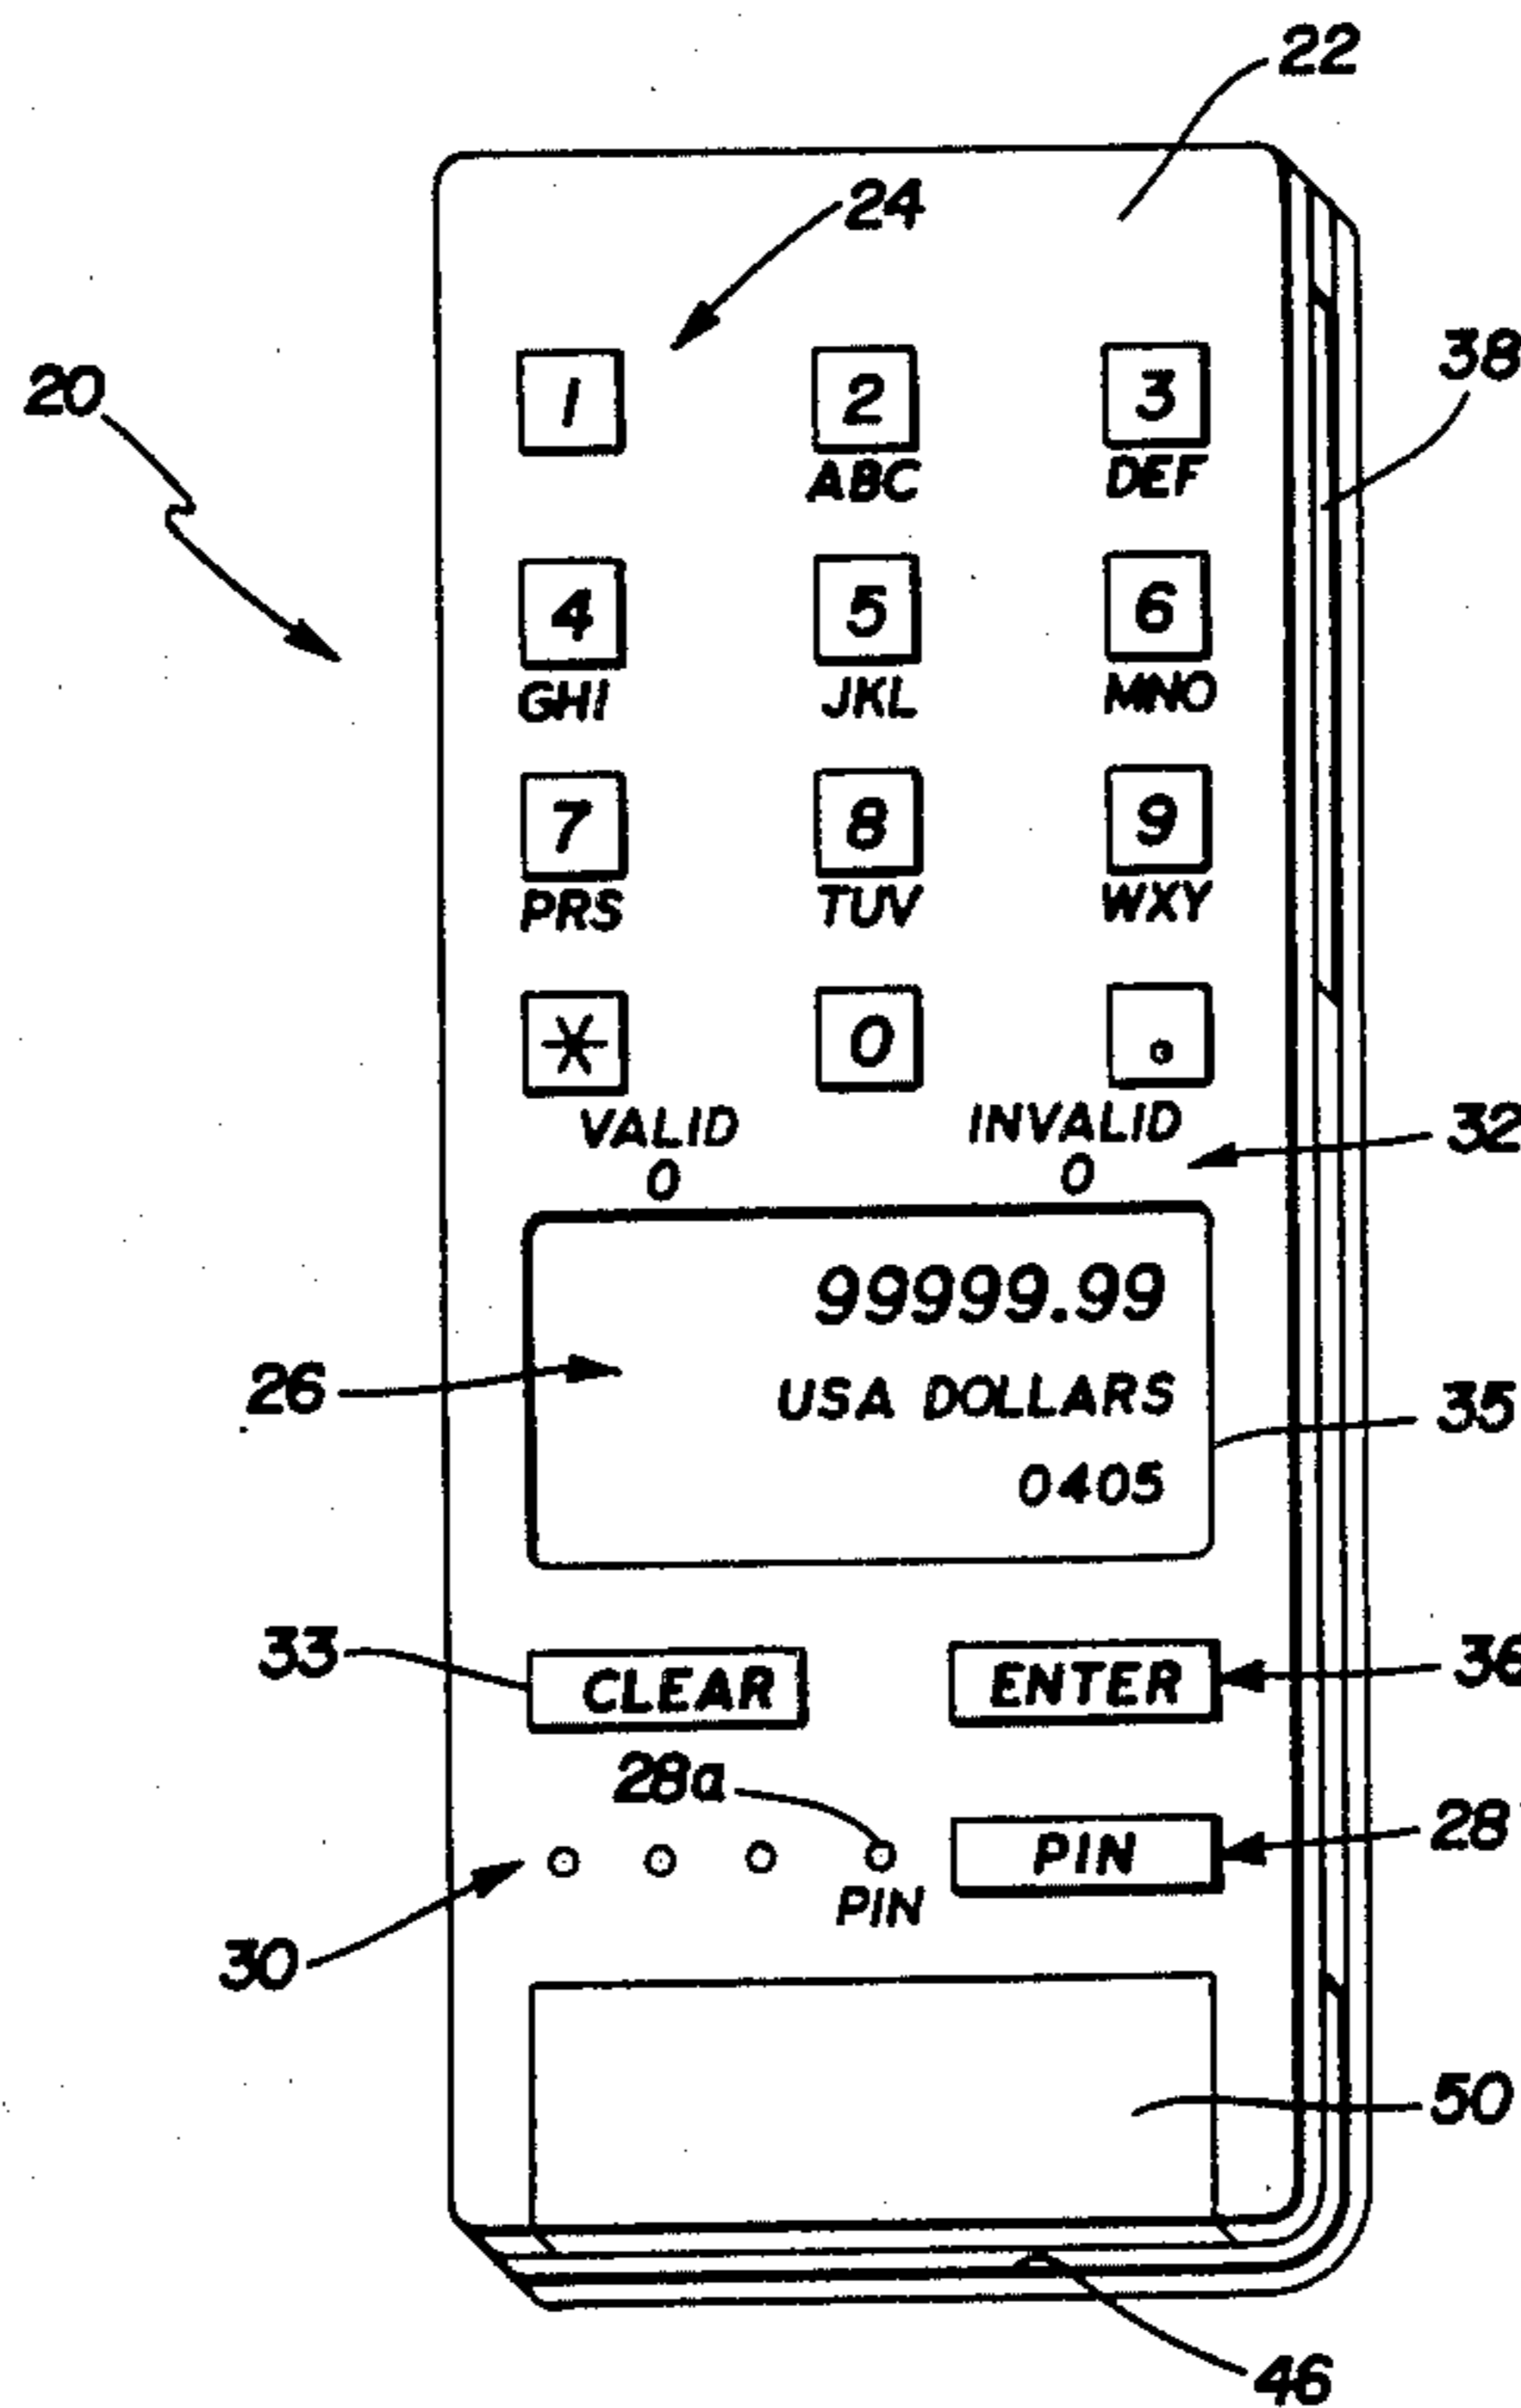 22
24
38
20
1 2 3
ABC DEF
4 5 6
GHI JKL MNO
7 8 9
PRS TUV WXY
* 0 .
VALID INVALID
32
99999.99
26
USA DOLLARS
35
0405
33
CLEAR ENTER
36
28a
PIN
28
PIN
30
50
46